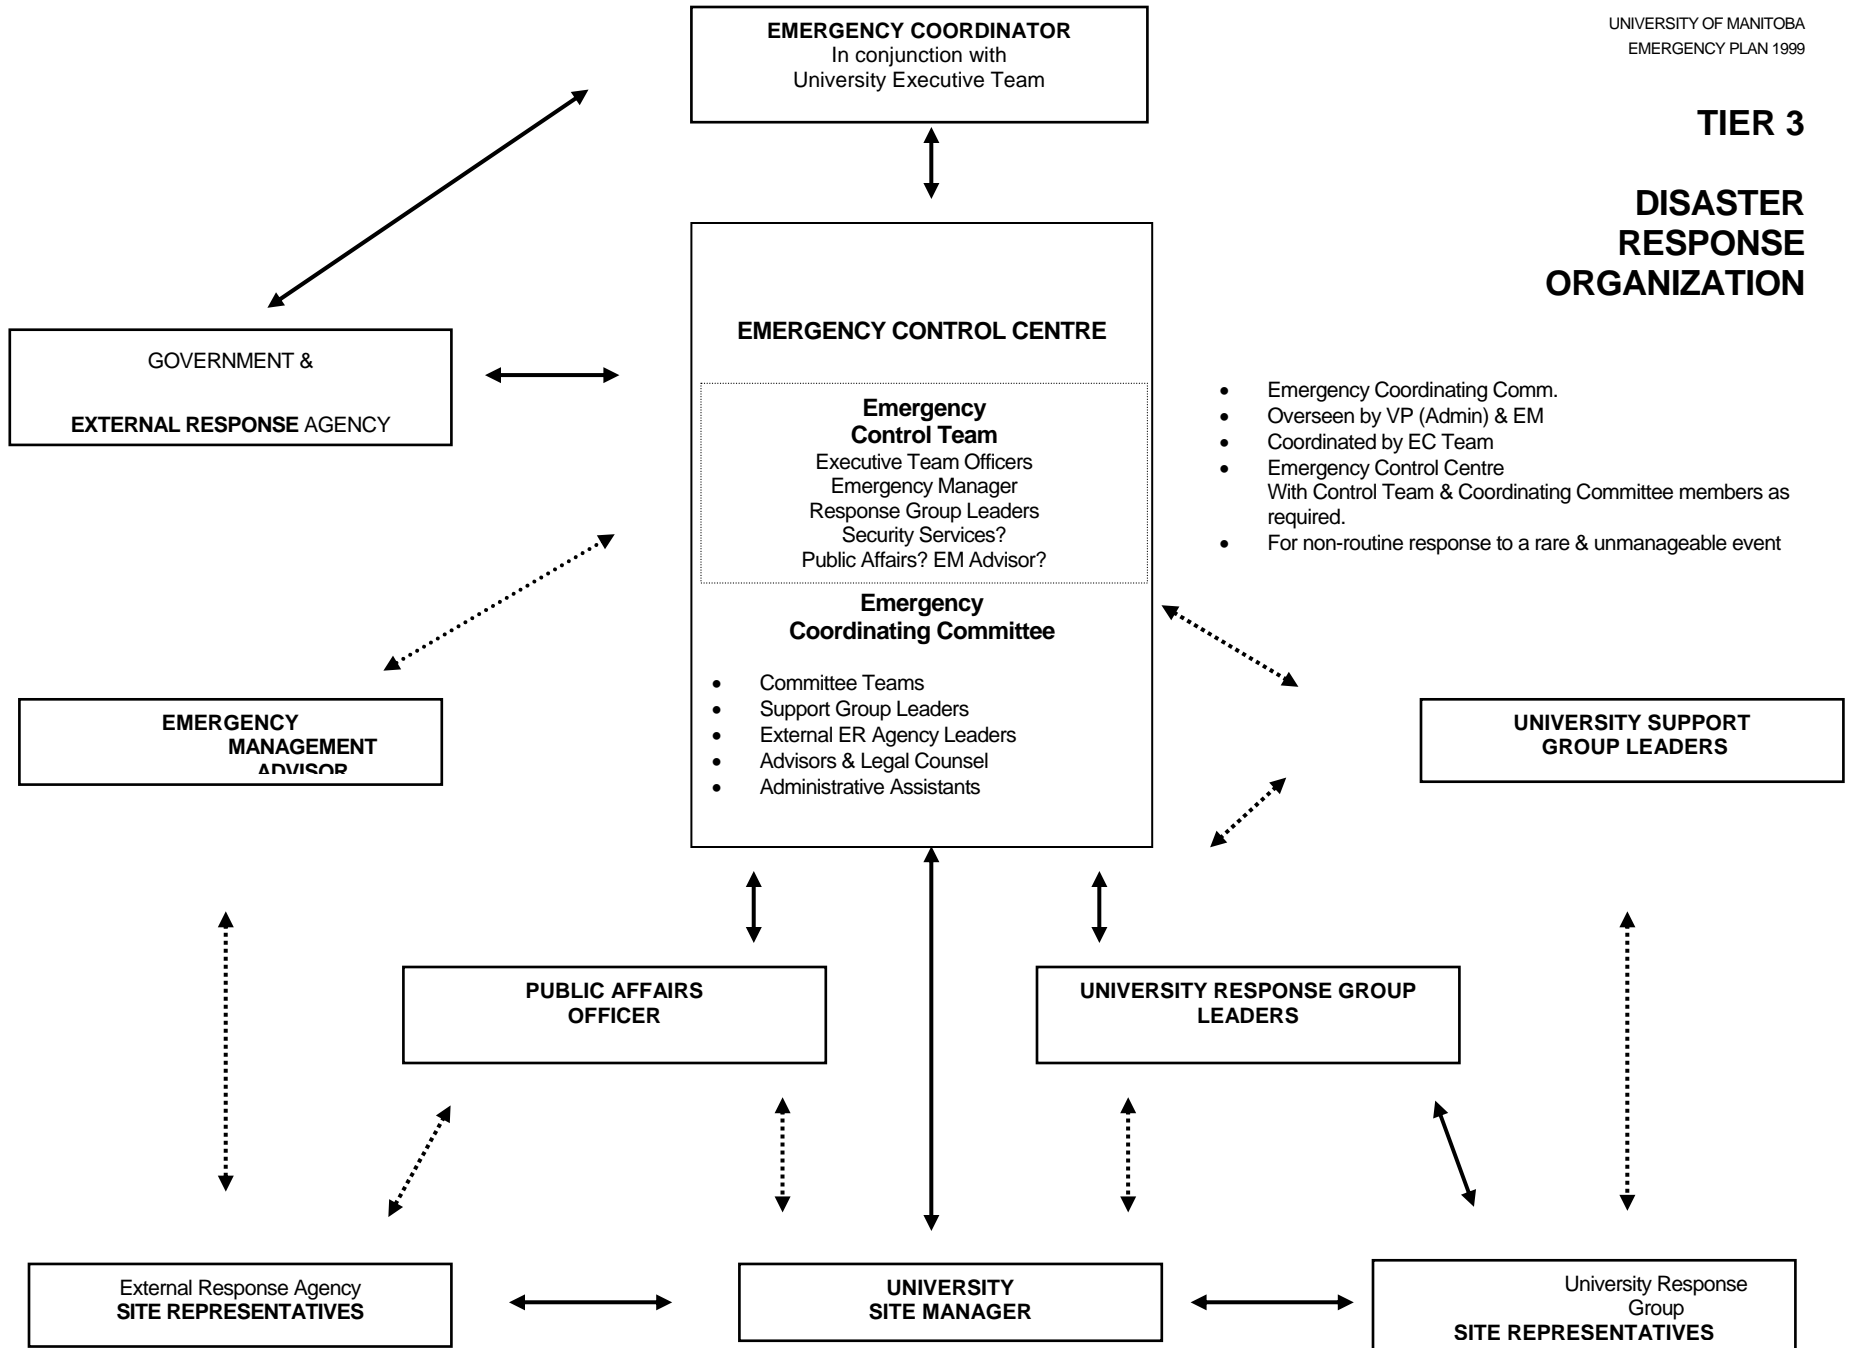 EMERGENCY COORDINATOR
In conjunction with
University Executive Team
UNIVERSITY OF MANITOBA
EMERGENCY PLAN 1999
TIER 3
DISASTER
RESPONSE
ORGANIZATION
GOVERNMENT &
EXTERNAL RESPONSE AGENCY
EMERGENCY CONTROL CENTRE
Emergency
Control Team
Executive Team Officers
Emergency Manager
Response Group Leaders
Security Services?
Public Affairs? EM Advisor?
Emergency
Coordinating Committee
• Committee Teams
• Support Group Leaders
• External ER Agency Leaders
• Advisors & Legal Counsel
• Administrative Assistants
• Emergency Coordinating Comm.
• Overseen by VP (Admin) & EM
• Coordinated by EC Team
• Emergency Control Centre
With Control Team & Coordinating Committee members as
required.
• For non-routine response to a rare & unmanageable event
EMERGENCY
MANAGEMENT
ADVISOR
UNIVERSITY SUPPORT
GROUP LEADERS
PUBLIC AFFAIRS
OFFICER
UNIVERSITY RESPONSE GROUP
LEADERS
External Response Agency
SITE REPRESENTATIVES
UNIVERSITY
SITE MANAGER
University Response
Group
SITE REPRESENTATIVES